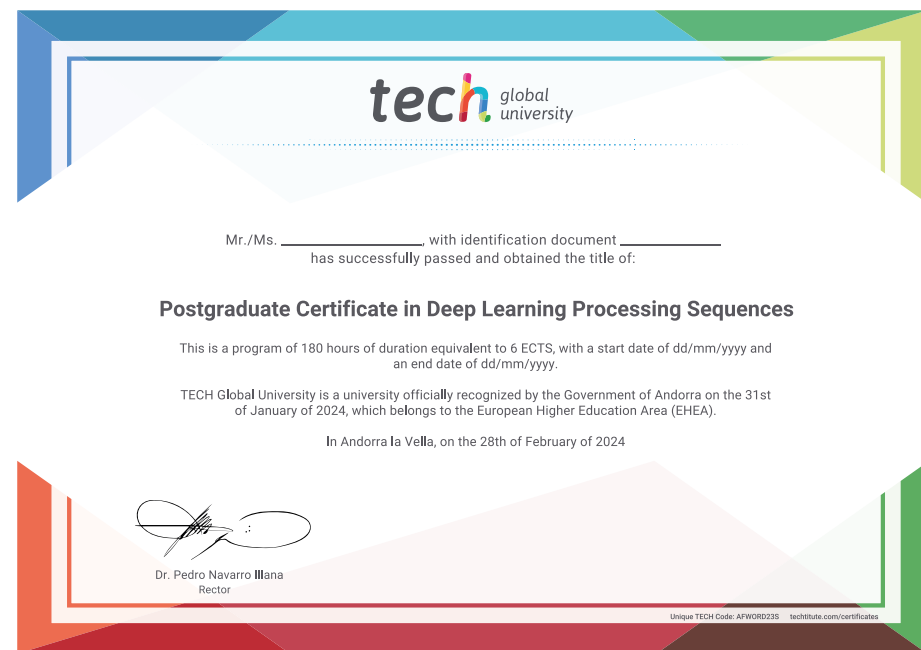 tech global university
Mr./Ms. ____________, with identification document ____________
has successfully passed and obtained the title of:
Postgraduate Certificate in Deep Learning Processing Sequences
This is a program of 180 hours of duration equivalent to 6 ECTS, with a start date of dd/mm/yyyy and
an end date of dd/mm/yyyy.
TECH Global University is a university officially recognized by the Government of Andorra on the 31st
of January of 2024, which belongs to the European Higher Education Area (EHEA).
In Andorra la Vella, on the 28th of February of 2024
Dr. Pedro Navarro Illana
Rector
Unique TECH Code: AFWORD23S techtitute.com/certificates